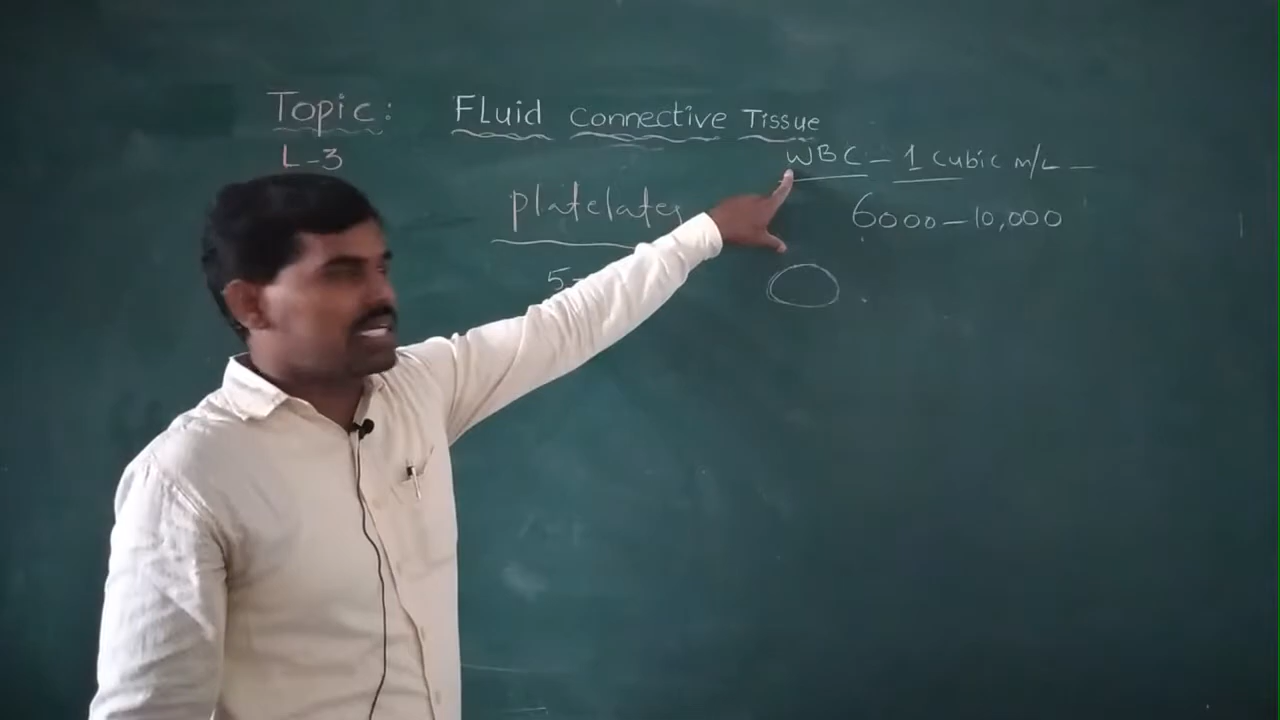 Topic: Fluid Connective Tissue
L-3
WBC - 1 Cubic m/L -
platelates
6000-10,000
5-